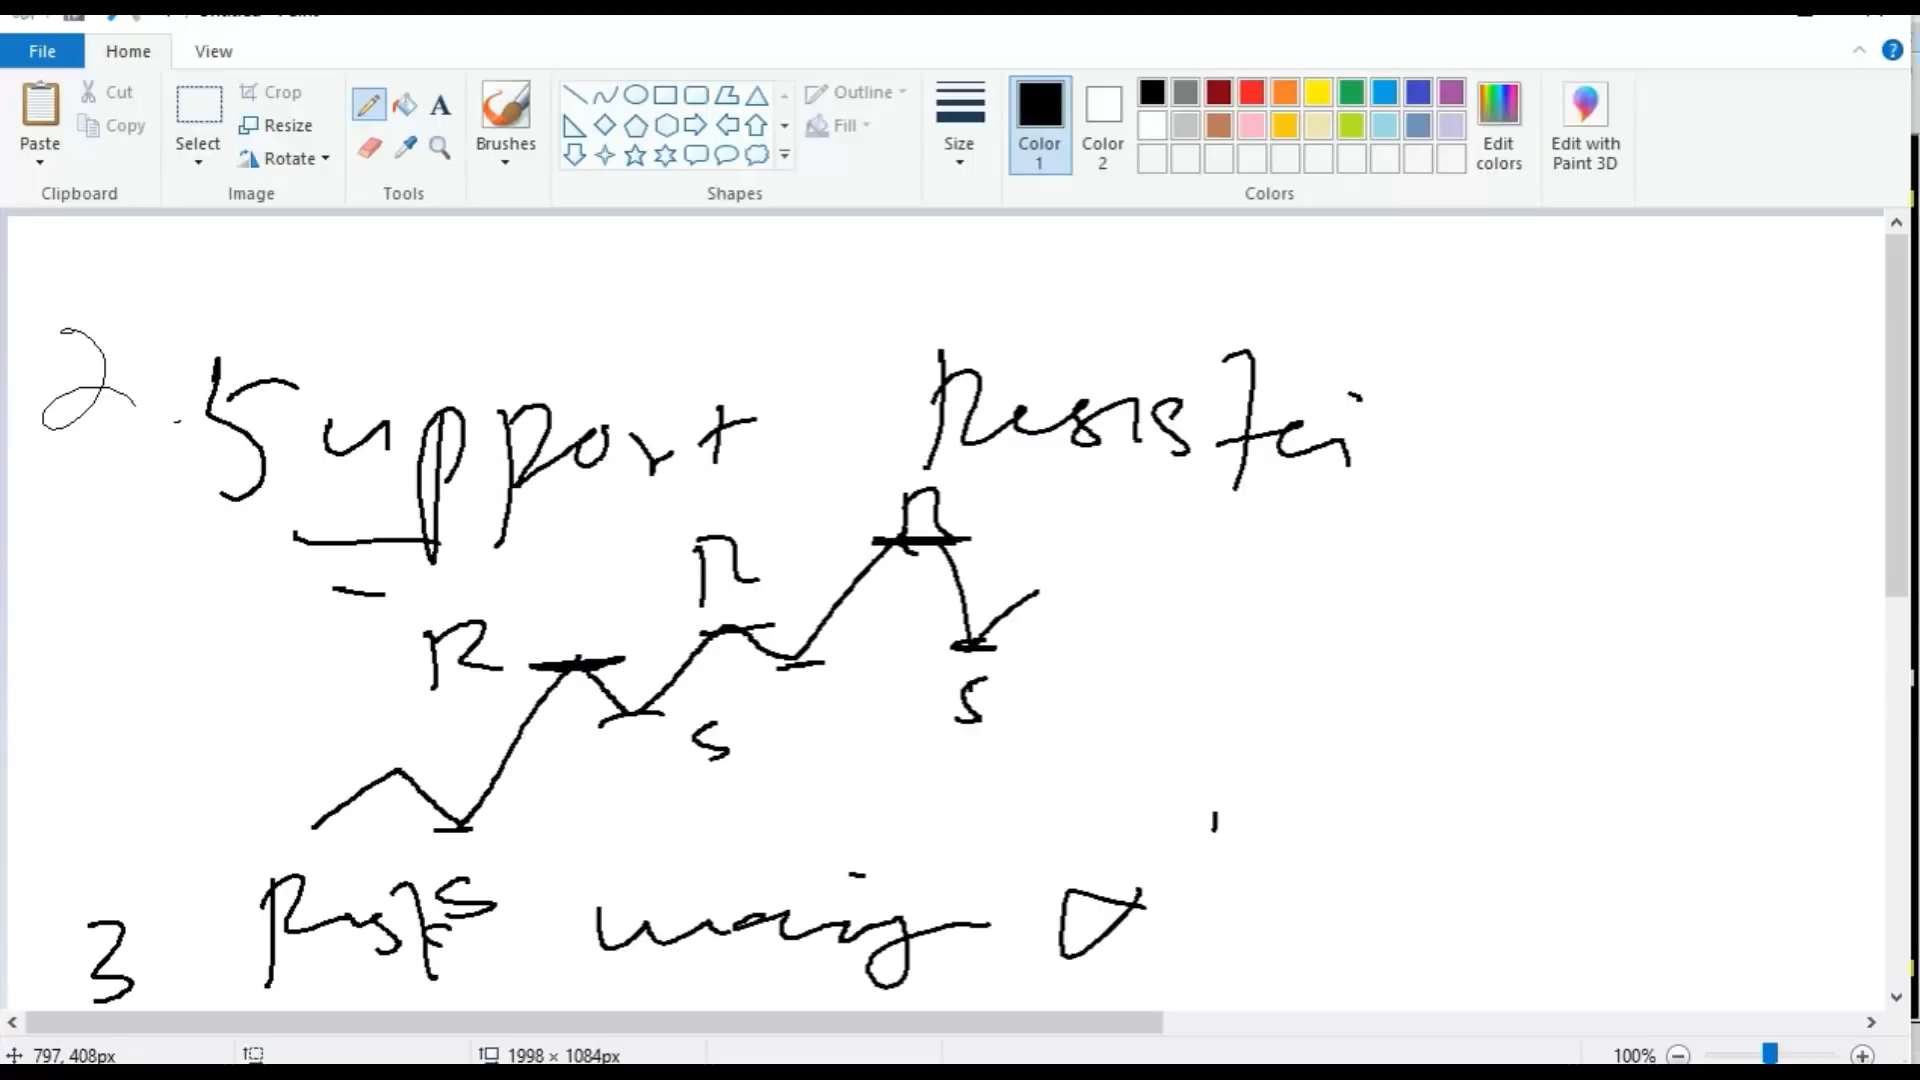 File Home View
Paste Cut Copy Clipboard
Select Crop Resize Rotate Image
A Tools
Brushes
Shapes Outline Fill
Size
Color 1 Color 2 Colors
Edit colors
Edit with Paint 3D
2. Support
R
R
R
S
S
S
3
797, 408px 1998 × 1084px 100%